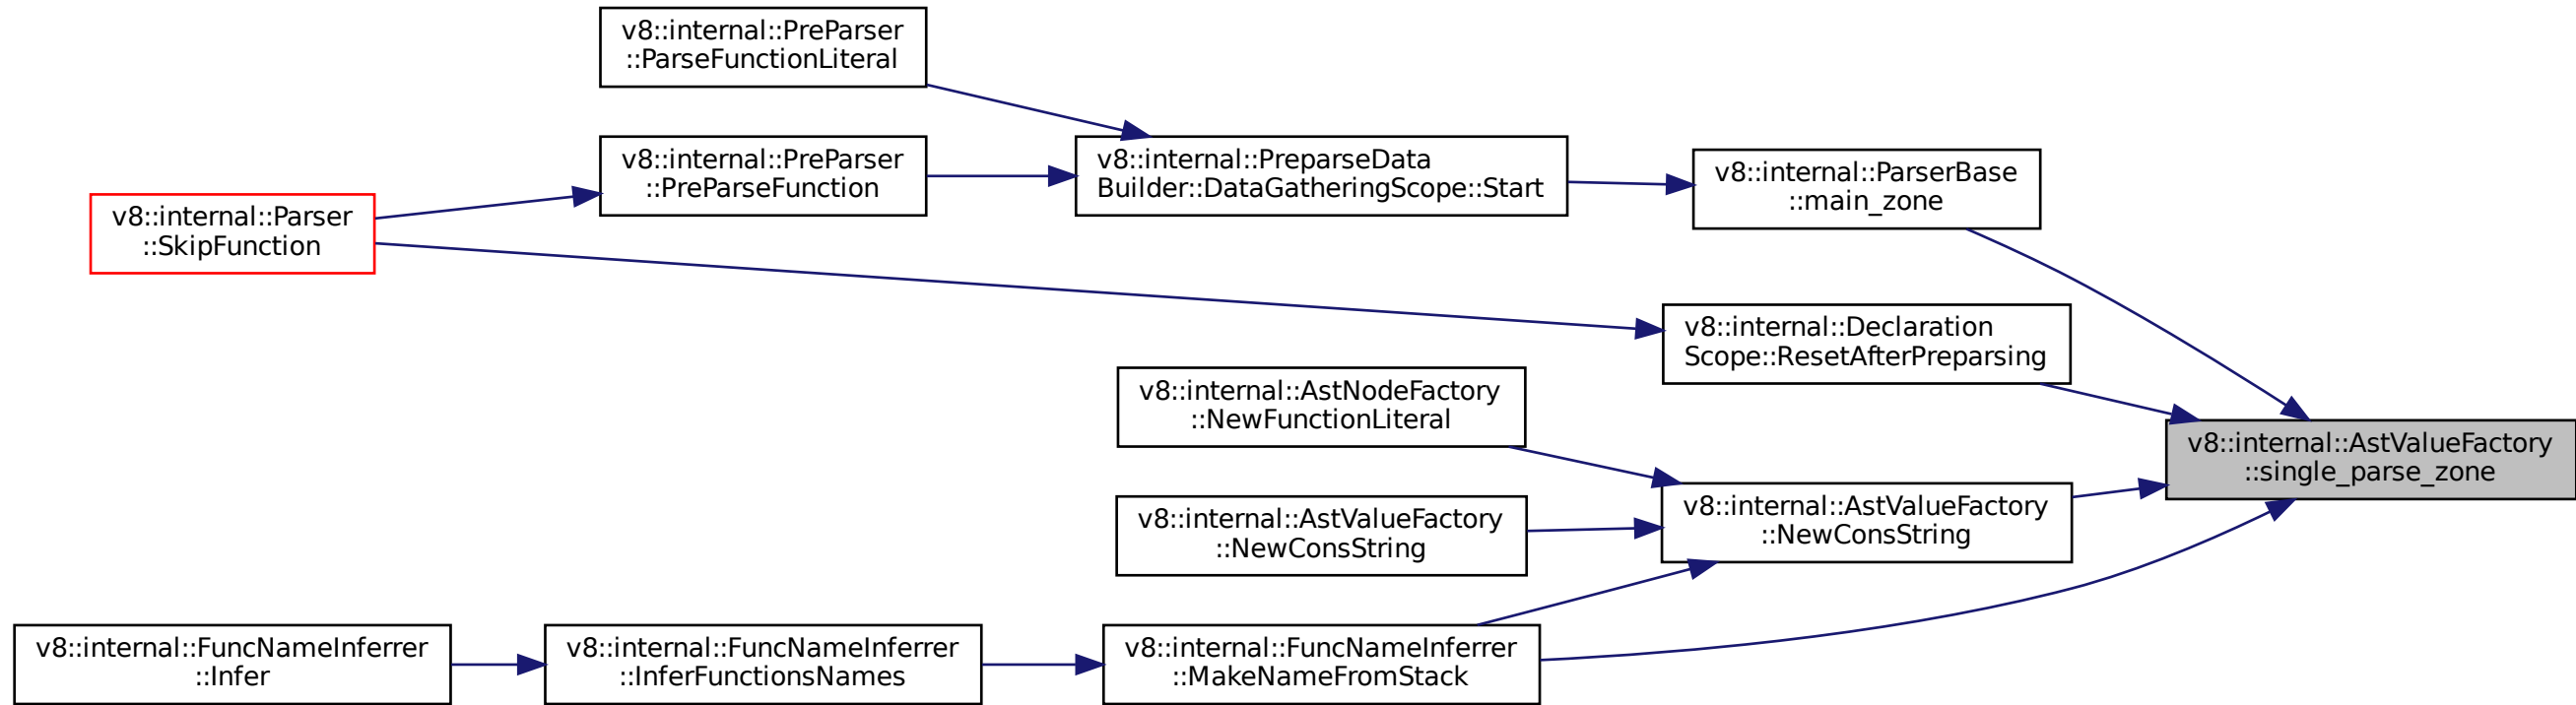 v8::internal::PreParser
::ParseFunctionLiteral
v8::internal::PreParser
::PreParseFunction
v8::internal::PreparseData
Builder::DataGatheringScope::Start
v8::internal::ParserBase
::main_zone
v8::internal::Parser
::SkipFunction
v8::internal::Declaration
Scope::ResetAfterPreparsing
v8::internal::AstNodeFactory
::NewFunctionLiteral
v8::internal::AstValueFactory
::single_parse_zone
v8::internal::AstValueFactory
::NewConsString
v8::internal::AstValueFactory
::NewConsString
v8::internal::FuncNameInferrer
::Infer
v8::internal::FuncNameInferrer
::InferFunctionsNames
v8::internal::FuncNameInferrer
::MakeNameFromStack